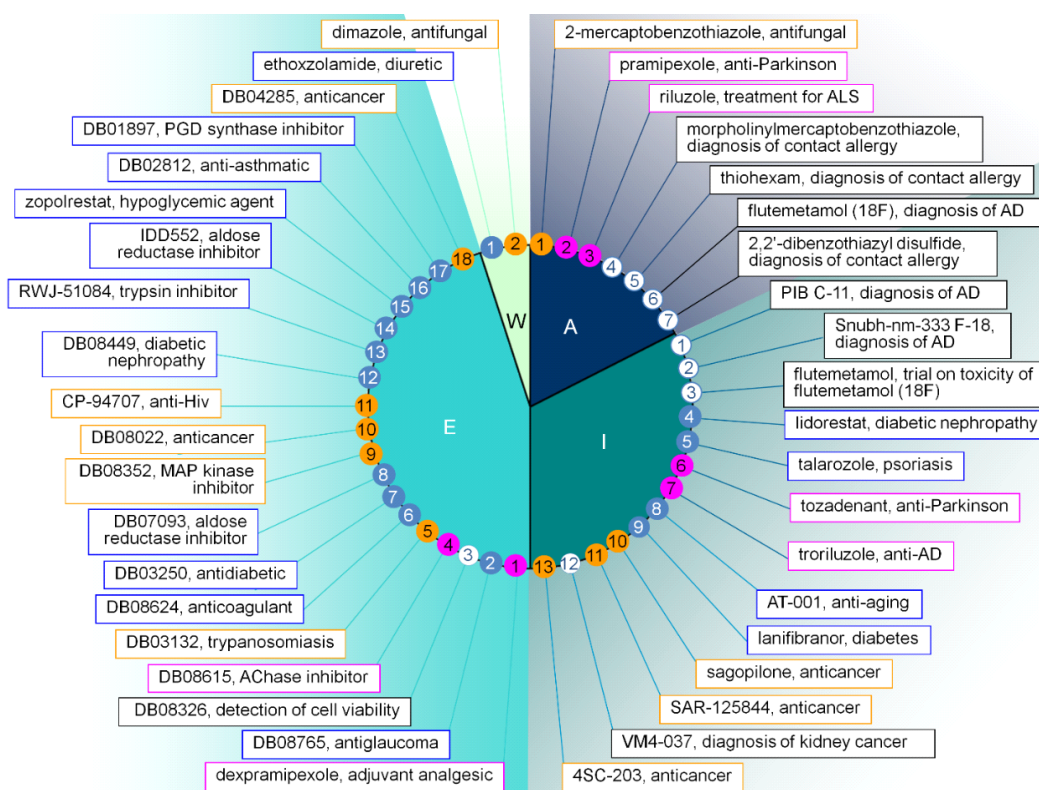 dimazole, antifungal
ethoxzolamide, diuretic
DB04285, anticancer
DB01897, PGD synthase inhibitor
DB02812, anti-asthmatic
zopolrestat, hypoglycemic agent
IDD552, aldose
reductase inhibitor
RWJ-51084, trypsin inhibitor
DB08449, diabetic
nephropathy
CP-94707, anti-Hiv
DB08022, anticancer
DB08352, MAP kinase
inhibitor
DB07093, aldose
reductase inhibitor
DB03250, antidiabetic
DB08624, anticoagulant
DB03132, trypanosomiasis
DB08615, AChase inhibitor
DB08326, detection of cell viability
DB08765, antiglaucoma
dexpramipexole, adjuvant analgesic
2-mercaptobenzothiazole, antifungal
pramipexole, anti-Parkinson
riluzole, treatment for ALS
morpholinylmercaptobenzothiazole,
diagnosis of contact allergy
thiohexam, diagnosis of contact allergy
flutemetamol (18F), diagnosis of AD
2,2'-dibenzothiazyl disulfide,
diagnosis of contact allergy
PIB C-11, diagnosis of AD
Snubh-nm-333 F-18,
diagnosis of AD
flutemetamol, trial on toxicity of
flutemetamol (18F)
lidorestat, diabetic nephropathy
talarozole, psoriasis
tozadenant, anti-Parkinson
troriluzole, anti-AD
AT-001, anti-aging
lanifibranor, diabetes
sagopilone, anticancer
SAR-125844, anticancer
VM4-037, diagnosis of kidney cancer
4SC-203, anticancer
W
1
2
A
1
2
3
4
5
6
7
I
1
2
3
4
5
6
7
8
9
10
11
12
13
E
1
2
3
4
5
6
7
8
9
10
11
12
13
14
15
16
17
18